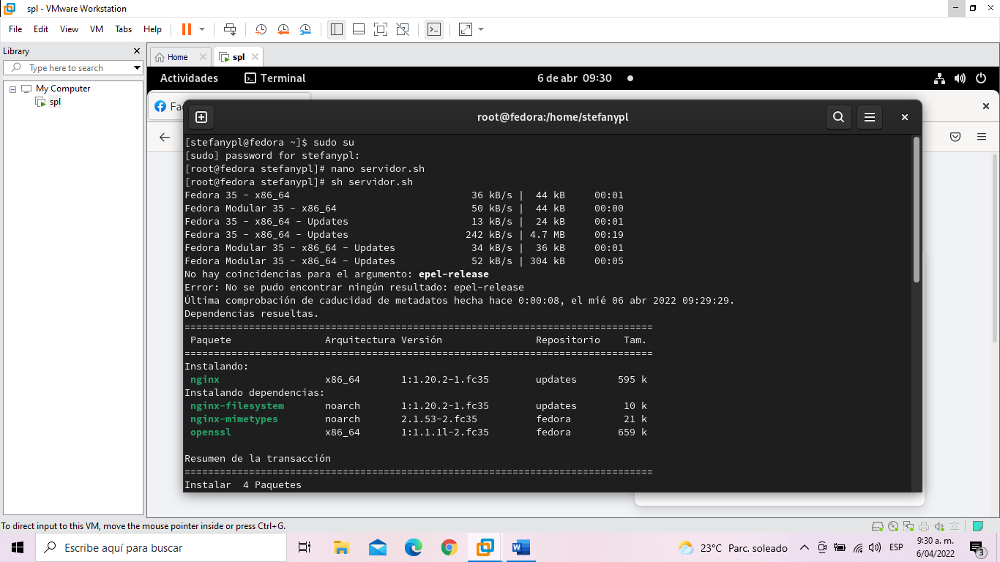 spl - VMware Workstation
File Edit View VM Tabs Help
Library
Type here to search
My Computer
spl
Home
spl
Actividades
Terminal
6 de abr 09:30
root@fedora:/home/stefanypl
[stefanypl@fedora ~]$ sudo su
[sudo] password for stefanypl:
[root@fedora stefanypl]# nano servidor.sh
[root@fedora stefanypl]# sh servidor.sh
Fedora 35 - x86_64 36 kB/s | 44 kB 00:01
Fedora Modular 35 - x86_64 50 kB/s | 44 kB 00:00
Fedora 35 - x86_64 - Updates 13 kB/s | 24 kB 00:01
Fedora 35 - x86_64 - Updates 242 kB/s | 4.7 MB 00:19
Fedora Modular 35 - x86_64 - Updates 34 kB/s | 36 kB 00:01
Fedora Modular 35 - x86_64 - Updates 52 kB/s | 304 kB 00:05
No hay coincidencias para el argumento: epel-release
Error: No se pudo encontrar ningún resultado: epel-release
Última comprobación de caducidad de metadatos hecha hace 0:00:08, el mié 06 abr 2022 09:29:29.
Dependencias resueltas.
================================================================================
Paquete Arquitectura Versión Repositorio Tam.
================================================================================
Instalando:
nginx x86_64 1:1.20.2-1.fc35 updates 595 k
Instalando dependencias:
nginx-filesystem noarch 1:1.20.2-1.fc35 updates 10 k
nginx-mimetypes noarch 2.1.53-2.fc35 fedora 21 k
openssl x86_64 1:1.1.1l-2.fc35 fedora 659 k
Resumen de la transacción
================================================================================
Instalar 4 Paquetes
To direct input to this VM, move the mouse pointer inside or press Ctrl+G.
Escribe aquí para buscar
23°C Parc. soleado
ESP
9:30 a. m.
6/04/2022
3